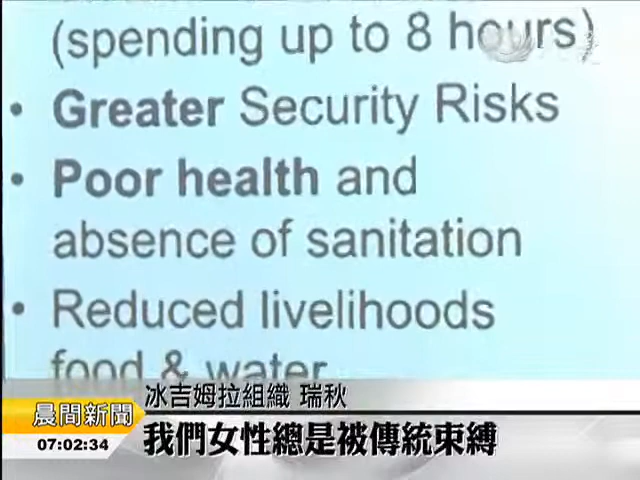 (spending up to 8 hours)
• Greater Security Risks
• Poor health and
absence of sanitation
• Reduced livelihoods
food & water
冰吉姆拉組織 瑞秋
晨間新聞
07:02:34
我們女性總是被傳統束縛